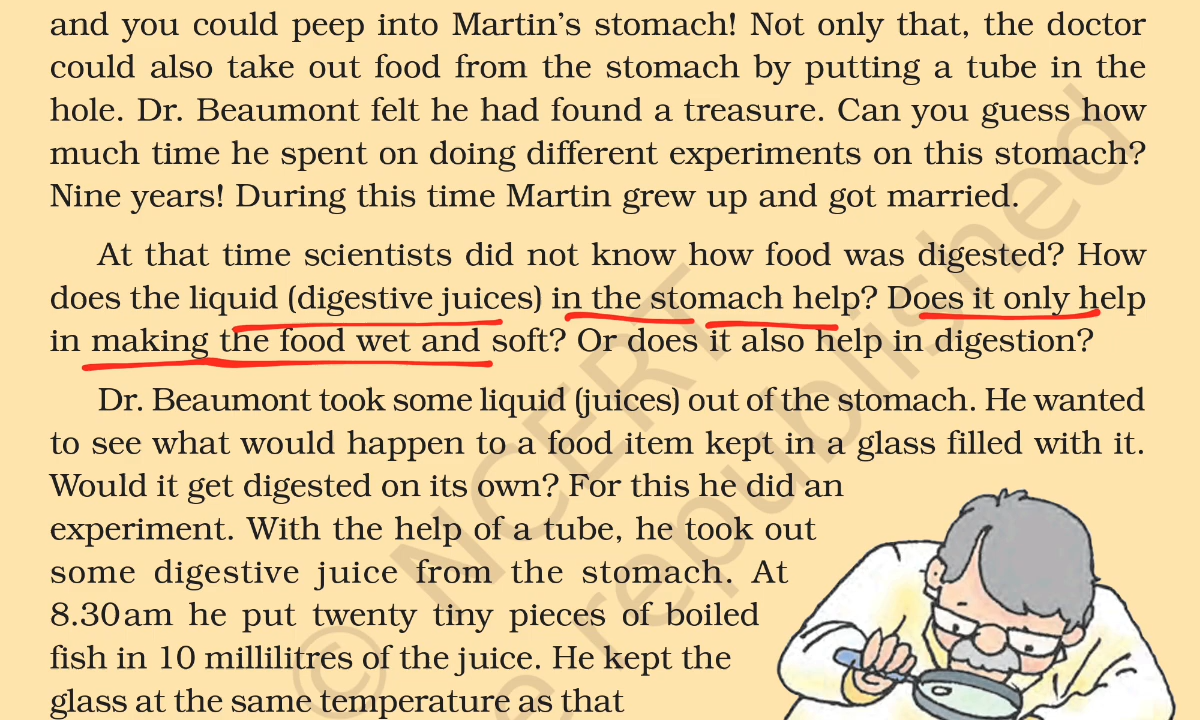 and you could peep into Martin's stomach! Not only that, the doctor
could also take out food from the stomach by putting a tube in the
hole. Dr. Beaumont felt he had found a treasure. Can you guess how
much time he spent on doing different experiments on this stomach?
Nine years! During this time Martin grew up and got married.
At that time scientists did not know how food was digested? How
does the liquid (digestive juices) in the stomach help? Does it only help
in making the food wet and soft? Or does it also help in digestion?
Dr. Beaumont took some liquid (juices) out of the stomach. He wanted
to see what would happen to a food item kept in a glass filled with it.
Would it get digested on its own? For this he did an
experiment. With the help of a tube, he took out
some digestive juice from the stomach. At
8.30am he put twenty tiny pieces of boiled
fish in 10 millilitres of the juice. He kept the
glass at the same temperature as that
© NCERT
republished